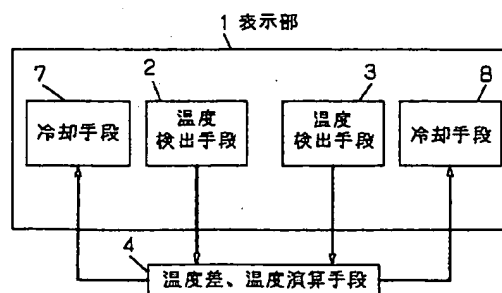 1 表示部
7
2
3
8
冷却手段
温度
検出手段
温度
検出手段
冷却手段
4
温度差、温度演算手段